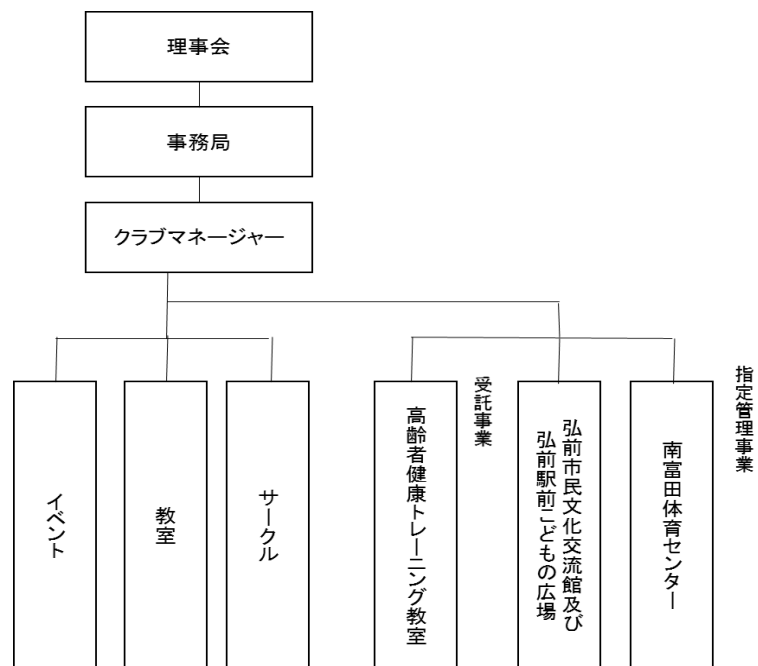 理事会
事務局
クラブマネージャー
イベント
教室
サークル
高齢者健康トレーニング教室
受託事業
弘前市民文化交流館及び
弘前駅前こどもの広場
南富田体育センター
指定管理事業